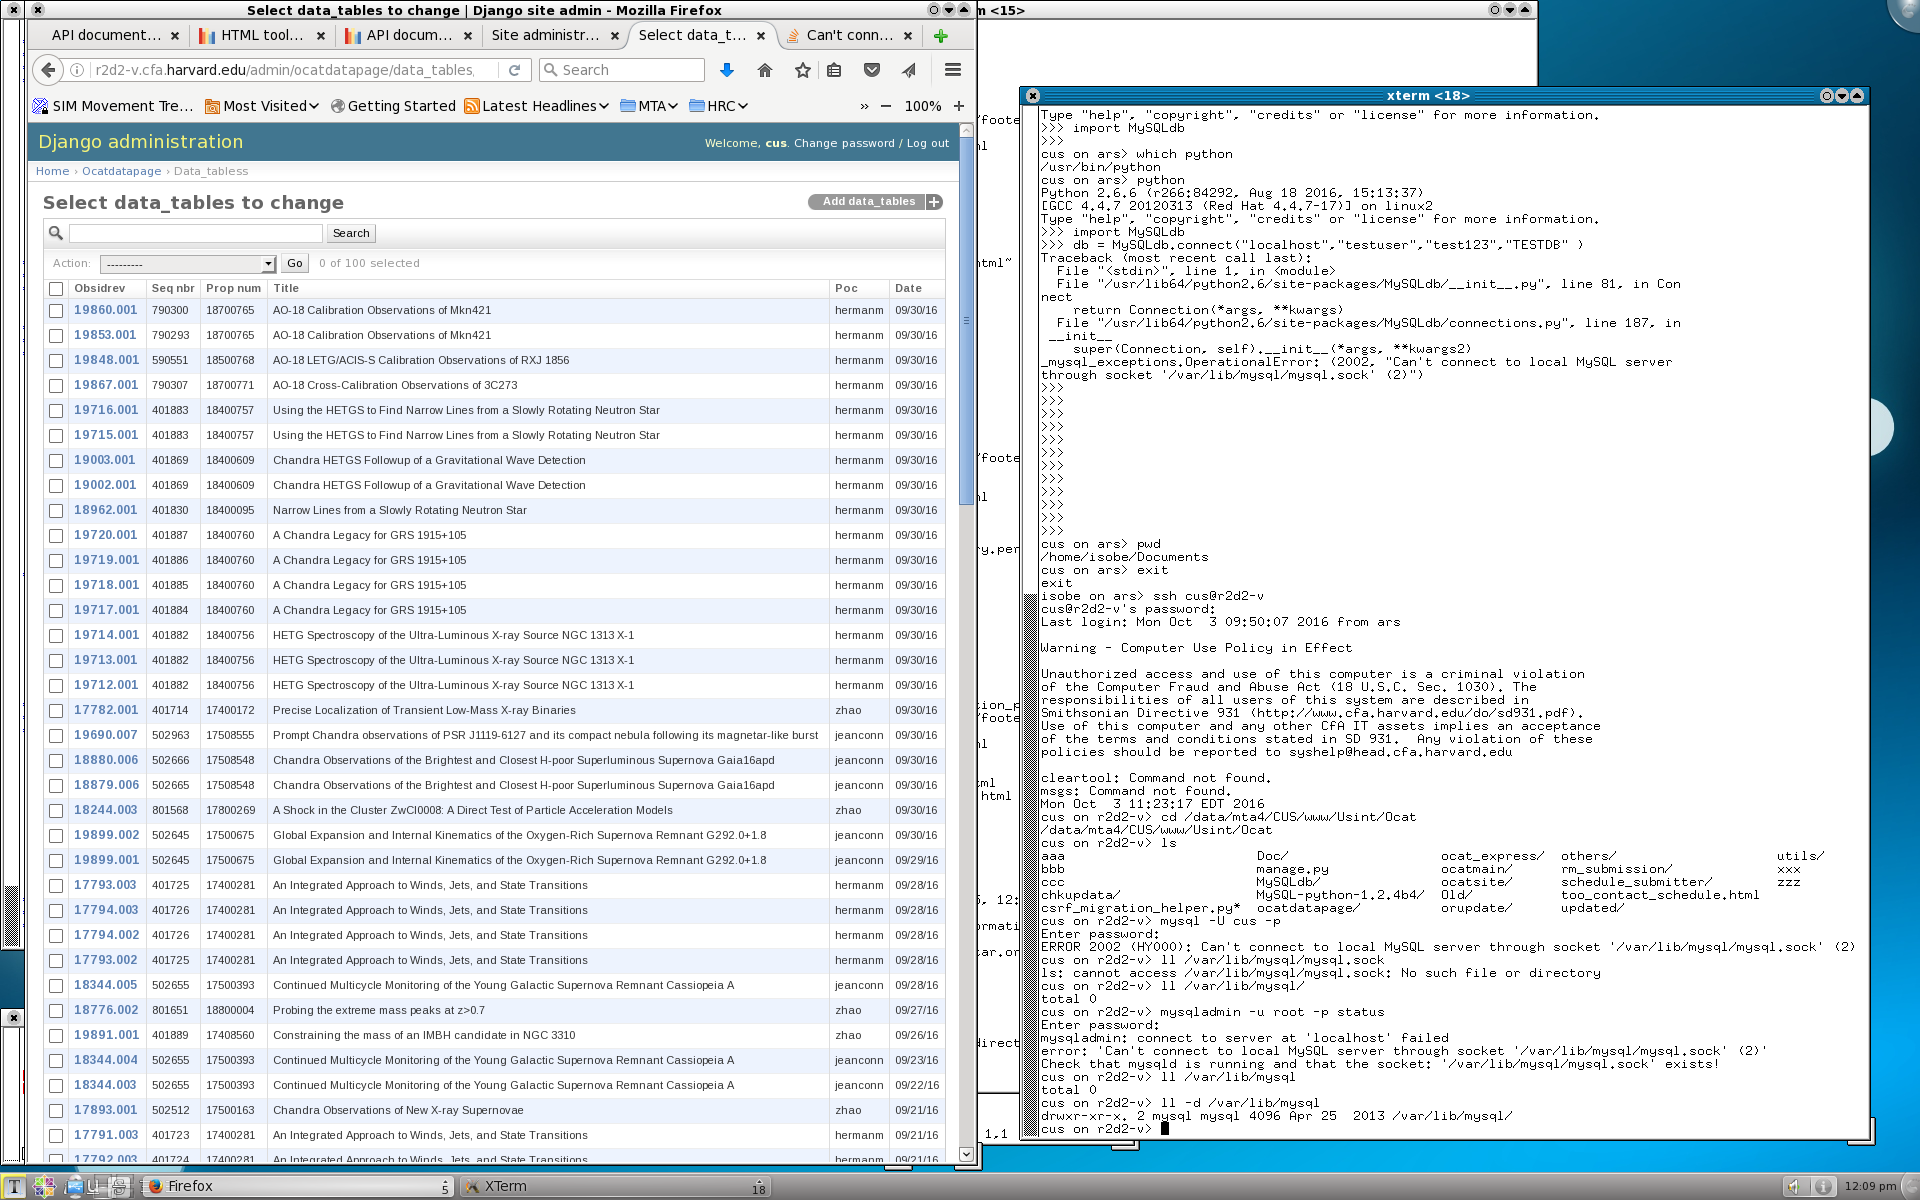 Select data_tables to change | Django site admin - Mozilla Firefox
m <15>
API document...
HTML tool...
API docum...
Site administr...
Select data_t...
Can't conn...
r2d2-v.cfa.harvard.edu/admin/ocatdatapage/data_tables,
Search
SIM Movement Tre...
Most Visited
Getting Started
Latest Headlines
MTA
HRC
»
100%
Django administration
Welcome, cus. Change password / Log out
Home › Ocatdatapage › Data_tabless
Select data_tables to change
Add data_tables +
Search
Action:
---------
Go
0 of 100 selected
Obsidrev Seq nbr Prop num Title Poc Date
19860.001 790300 18700765 AO-18 Calibration Observations of Mkn421 hermanm 09/30/16
19853.001 790293 18700765 AO-18 Calibration Observations of Mkn421 hermanm 09/30/16
19848.001 590551 18500768 AO-18 LETG/ACIS-S Calibration Observations of RXJ 1856 hermanm 09/30/16
19867.001 790307 18700771 AO-18 Cross-Calibration Observations of 3C273 hermanm 09/30/16
19716.001 401883 18400757 Using the HETGS to Find Narrow Lines from a Slowly Rotating Neutron Star hermanm 09/30/16
19715.001 401883 18400757 Using the HETGS to Find Narrow Lines from a Slowly Rotating Neutron Star hermanm 09/30/16
19003.001 401869 18400609 Chandra HETGS Followup of a Gravitational Wave Detection hermanm 09/30/16
19002.001 401869 18400609 Chandra HETGS Followup of a Gravitational Wave Detection hermanm 09/30/16
18962.001 401830 18400095 Narrow Lines from a Slowly Rotating Neutron Star hermanm 09/30/16
19720.001 401887 18400760 A Chandra Legacy for GRS 1915+105 hermanm 09/30/16
19719.001 401886 18400760 A Chandra Legacy for GRS 1915+105 hermanm 09/30/16
19718.001 401885 18400760 A Chandra Legacy for GRS 1915+105 hermanm 09/30/16
19717.001 401884 18400760 A Chandra Legacy for GRS 1915+105 hermanm 09/30/16
19714.001 401882 18400756 HETG Spectroscopy of the Ultra-Luminous X-ray Source NGC 1313 X-1 hermanm 09/30/16
19713.001 401882 18400756 HETG Spectroscopy of the Ultra-Luminous X-ray Source NGC 1313 X-1 hermanm 09/30/16
19712.001 401882 18400756 HETG Spectroscopy of the Ultra-Luminous X-ray Source NGC 1313 X-1 hermanm 09/30/16
17782.001 401714 17400172 Precise Localization of Transient Low-Mass X-ray Binaries zhao 09/30/16
19690.007 502963 17508555 Prompt Chandra observations of PSR J1119-6127 and its compact nebula following its magnetar-like burst jeanconn 09/30/16
18880.006 502666 17508548 Chandra Observations of the Brightest and Closest H-poor Superluminous Supernova Gaia16apd jeanconn 09/30/16
18879.006 502665 17508548 Chandra Observations of the Brightest and Closest H-poor Superluminous Supernova Gaia16apd jeanconn 09/30/16
18244.003 801568 17800269 A Shock in the Cluster ZwCl0008: A Direct Test of Particle Acceleration Models zhao 09/30/16
19899.002 502645 17500675 Global Expansion and Internal Kinematics of the Oxygen-Rich Supernova Remnant G292.0+1.8 jeanconn 09/30/16
19899.001 502645 17500675 Global Expansion and Internal Kinematics of the Oxygen-Rich Supernova Remnant G292.0+1.8 jeanconn 09/29/16
17793.003 401725 17400281 An Integrated Approach to Winds, Jets, and State Transitions hermanm 09/28/16
17794.003 401726 17400281 An Integrated Approach to Winds, Jets, and State Transitions hermanm 09/28/16
17794.002 401726 17400281 An Integrated Approach to Winds, Jets, and State Transitions hermanm 09/28/16
17793.002 401725 17400281 An Integrated Approach to Winds, Jets, and State Transitions hermanm 09/28/16
18344.005 502655 17500393 Continued Multicycle Monitoring of the Young Galactic Supernova Remnant Cassiopeia A jeanconn 09/28/16
18776.002 801651 18800004 Probing the extreme mass peaks at z>0.7 zhao 09/27/16
19891.001 401889 17408560 Constraining the mass of an IMBH candidate in NGC 3310 zhao 09/26/16
18344.004 502655 17500393 Continued Multicycle Monitoring of the Young Galactic Supernova Remnant Cassiopeia A jeanconn 09/23/16
18344.003 502655 17500393 Continued Multicycle Monitoring of the Young Galactic Supernova Remnant Cassiopeia A jeanconn 09/22/16
17893.001 502512 17500163 Chandra Observations of New X-ray Supernovae zhao 09/21/16
17791.003 401723 17400281 An Integrated Approach to Winds, Jets, and State Transitions hermanm 09/21/16
17792.003 401724 17400281 An Integrated Approach to Winds, Jets, and State Transitions hermanm 09/21/16
xterm <18>
Type "help", "copyright", "credits" or "license" for more information.
>>> import MySQLdb
>>>
cus on ars> which python
/usr/bin/python
cus on ars> python
Python 2.6.6 (r266:84292, Aug 18 2016, 15:13:37)
[GCC 4.4.7 20120313 (Red Hat 4.4.7-17)] on linux2
Type "help", "copyright", "credits" or "license" for more information.
>>> import MySQLdb
>>> db = MySQLdb.connect("localhost","testuser","test123","TESTDB" )
Traceback (most recent call last):
File "<stdin>", line 1, in <module>
File "/usr/lib64/python2.6/site-packages/MySQLdb/__init__.py", line 81, in Con
nect
return Connection(*args, **kwargs)
File "/usr/lib64/python2.6/site-packages/MySQLdb/connections.py", line 187, in
__init__
super(Connection, self).__init__(*args, **kwargs2)
_mysql_exceptions.OperationalError: (2002, "Can't connect to local MySQL server
through socket '/var/lib/mysql/mysql.sock' (2)")
>>>
>>>
>>>
>>>
>>>
>>>
>>>
>>>
>>>
>>>
>>>
>>>
cus on ars> pwd
/home/isobe/Documents
cus on ars> exit
exit
isobe on ars> ssh cus@r2d2-v
cus@r2d2-v's password:
Last login: Mon Oct  3 09:50:07 2016 from ars
Warning - Computer Use Policy in Effect
Unauthorized access and use of this computer is a criminal violation
of the Computer Fraud and Abuse Act (18 U.S.C. Sec. 1030). The
responsibilities of all users of this system are described in
Smithsonian Directive 931 (http://www.cfa.harvard.edu/do/sd931.pdf).
Use of this computer and any other CfA IT assets implies an acceptance
of the terms and conditions stated in SD 931.  Any violation of these
policies should be reported to syshelp@head.cfa.harvard.edu
cleartool: Command not found.
msgs: Command not found.
Mon Oct  3 11:23:17 EDT 2016
cus on r2d2-v> cd /data/mta4/CUS/www/Usint/Ocat
/data/mta4/CUS/www/Usint/Ocat
cus on r2d2-v> ls
aaa Doc/ ocat_express/ others/ utils/
bbb manage.py ocatmain/ rm_submission/ xxx
ccc MySQLdb/ ocatsite/ schedule_submitter/ zzz
chkupdata/ MySQL-python-1.2.4b4/ Old/ too_contact_schedule.html
csrf_migration_helper.py* ocatdatapage/ orupdate/ updated/
cus on r2d2-v> mysql -U cus -p
Enter password:
ERROR 2002 (HY000): Can't connect to local MySQL server through socket '/var/lib/mysql/mysql.sock' (2)
cus on r2d2-v> ll /var/lib/mysql/mysql.sock
ls: cannot access /var/lib/mysql/mysql.sock: No such file or directory
cus on r2d2-v> ll /var/lib/mysql/
total 0
cus on r2d2-v> mysqladmin -u root -p status
Enter password:
mysqladmin: connect to server at 'localhost' failed
error: 'Can't connect to local MySQL server through socket '/var/lib/mysql/mysql.sock' (2)'
Check that mysqld is running and that the socket: '/var/lib/mysql/mysql.sock' exists!
cus on r2d2-v> ll /var/lib/mysql
total 0
cus on r2d2-v> ll -d /var/lib/mysql
drwxr-xr-x. 2 mysql mysql 4096 Apr 25  2013 /var/lib/mysql/
cus on r2d2-v>
1,1
Firefox
5
XTerm
18
12:09 pm